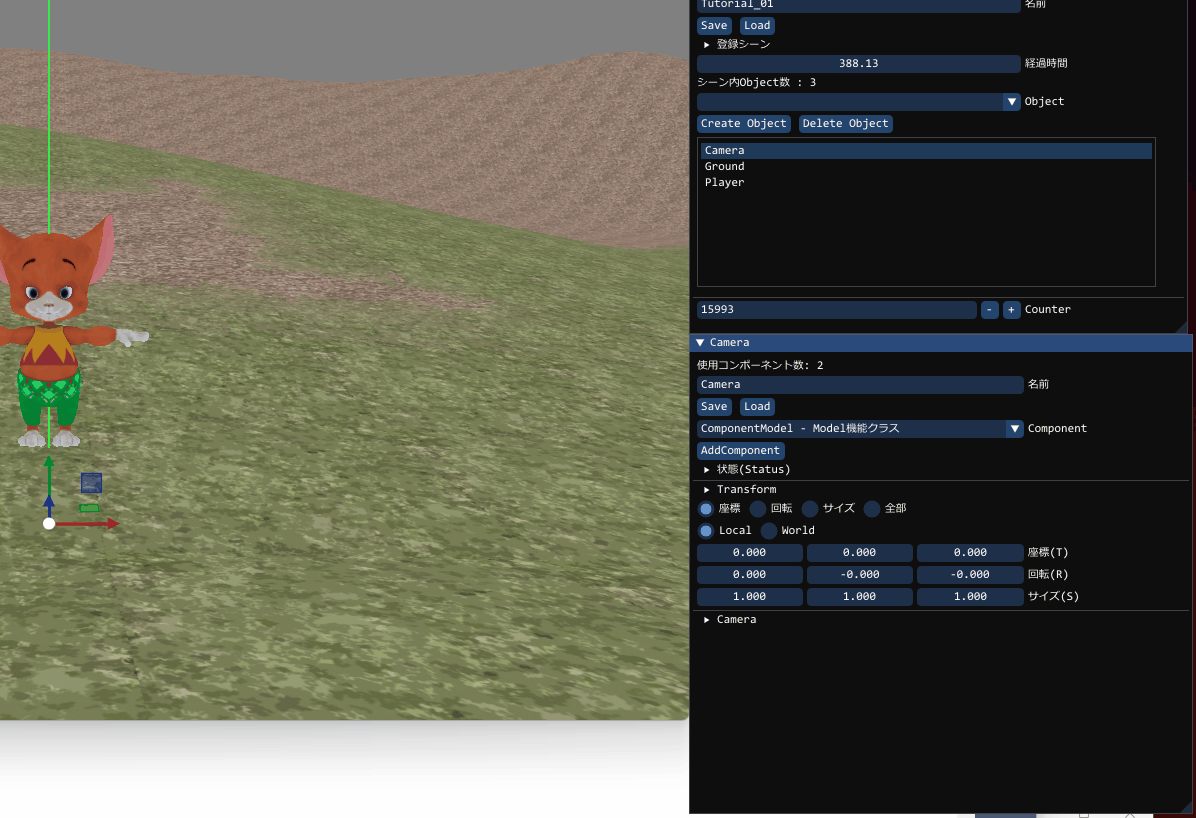 Tutorial_01 名前
Save Load
登録シーン
388.13 経過時間
シーン内Object数 : 3
Object
Create Object Delete Object
Camera
Ground
Player
15993 - + Counter
Camera
使用コンポーネント数: 2
Camera 名前
Save Load
ComponentModel - Model機能クラス Component
AddComponent
状態(Status)
Transform
座標 回転 サイズ 全部
Local World
0.000 0.000 0.000 座標(T)
0.000 -0.000 -0.000 回転(R)
1.000 1.000 1.000 サイズ(S)
Camera